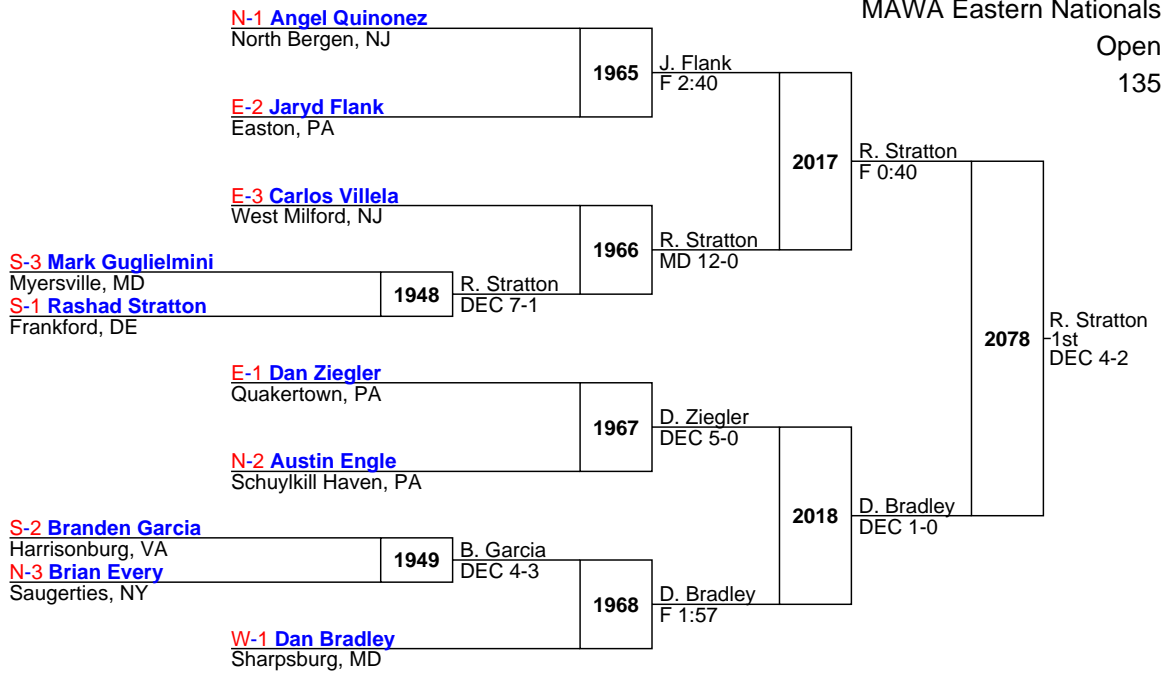 MAWA Eastern Nationals
Open
135
N-1 Angel Quinonez
North Bergen, NJ
1965
J. Flank
F 2:40
E-2 Jaryd Flank
Easton, PA
2017
R. Stratton
F 0:40
E-3 Carlos Villela
West Milford, NJ
1966
R. Stratton
MD 12-0
S-3 Mark Guglielmini
Myersville, MD
1948
R. Stratton
DEC 7-1
S-1 Rashad Stratton
Frankford, DE
2078
R. Stratton
1st
DEC 4-2
E-1 Dan Ziegler
Quakertown, PA
1967
D. Ziegler
DEC 5-0
N-2 Austin Engle
Schuylkill Haven, PA
2018
D. Bradley
DEC 1-0
S-2 Branden Garcia
Harrisonburg, VA
1949
B. Garcia
DEC 4-3
N-3 Brian Every
Saugerties, NY
1968
D. Bradley
F 1:57
W-1 Dan Bradley
Sharpsburg, MD